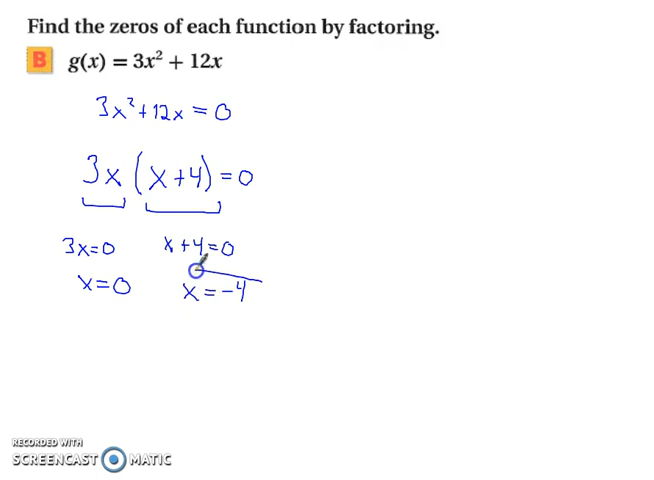 Find the zeros of each function by factoring.
B g(x) = 3x² + 12x
3x² + 12x = 0
3x (x + 4) = 0
3x = 0 x + 4 = 0
x = 0 x = -4
RECORDED WITH
SCREENCAST MATIC